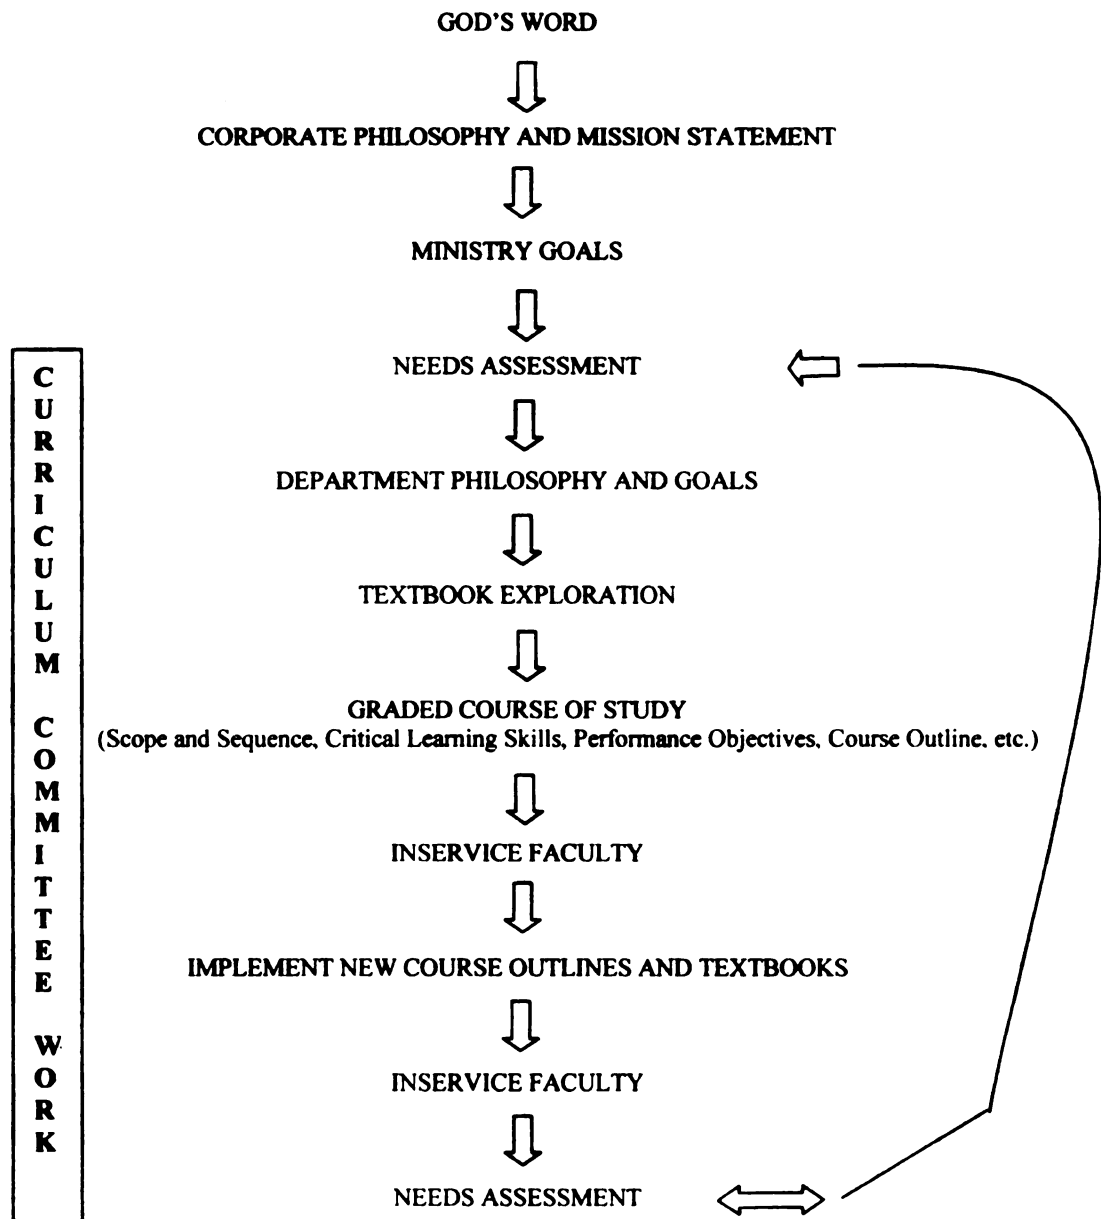 GOD'S WORD
CORPORATE PHILOSOPHY AND MISSION STATEMENT
MINISTRY GOALS
NEEDS ASSESSMENT
DEPARTMENT PHILOSOPHY AND GOALS
TEXTBOOK EXPLORATION
GRADED COURSE OF STUDY
(Scope and Sequence, Critical Learning Skills, Performance Objectives, Course Outline, etc.)
INSERVICE FACULTY
IMPLEMENT NEW COURSE OUTLINES AND TEXTBOOKS
INSERVICE FACULTY
NEEDS ASSESSMENT
CURRICULUM COMMITTEE WORK